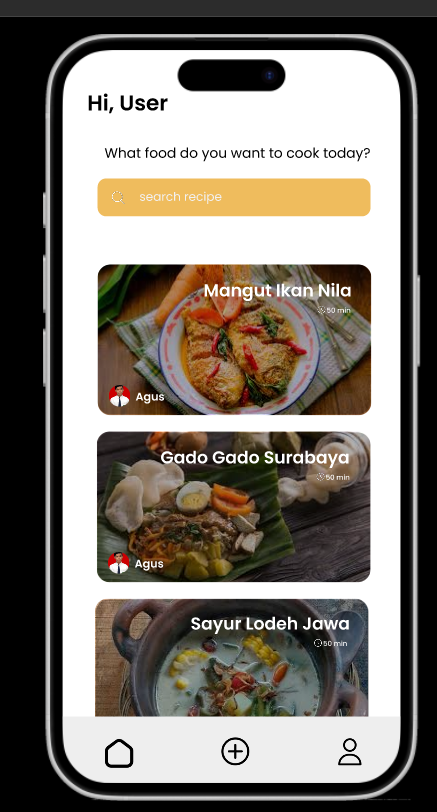 Hi, User
What food do you want to cook today?
search recipe
Mangut Ikan Nila
50 min
Agus
Gado Gado Surabaya
50 min
Agus
Sayur Lodeh Jawa
50 min